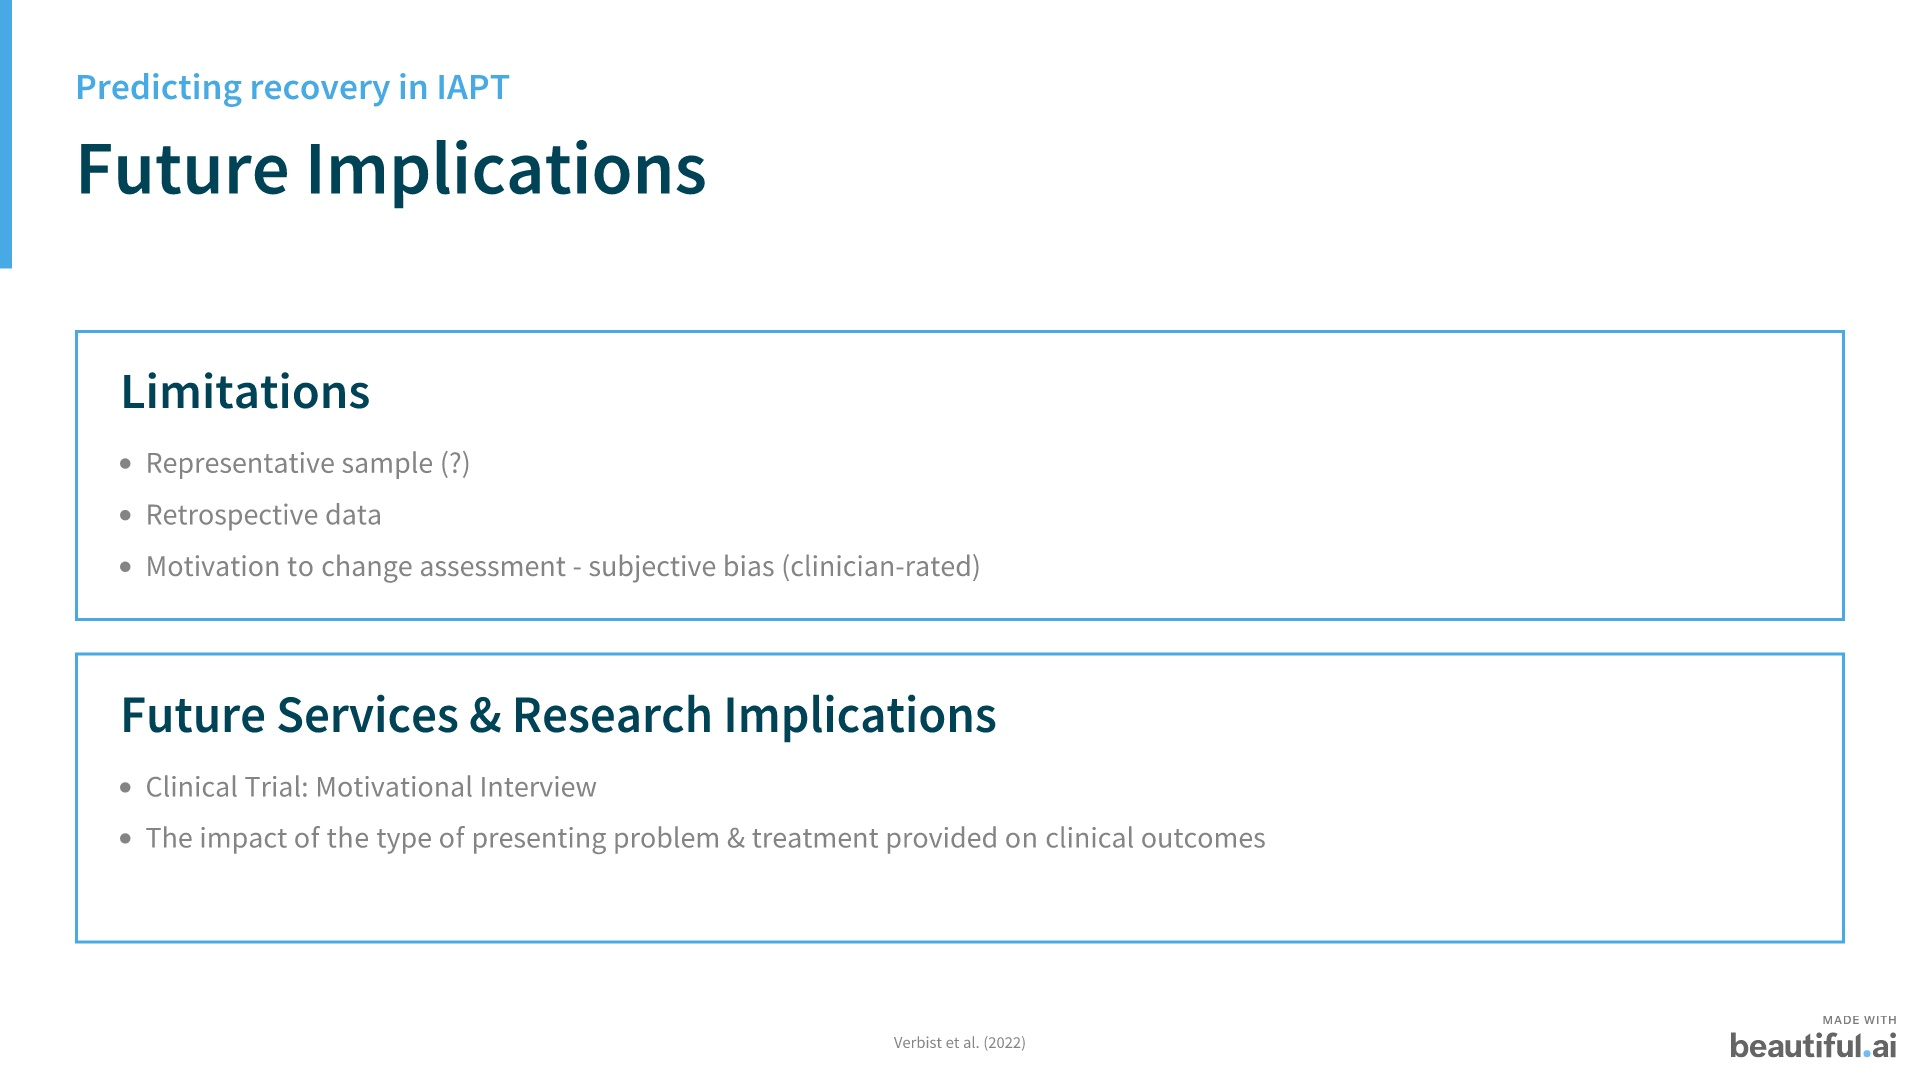 Predicting recovery in IAPT
Future Implications
Limitations
• Representative sample (?)
• Retrospective data
• Motivation to change assessment - subjective bias (clinician-rated)
Future Services & Research Implications
• Clinical Trial: Motivational Interview
• The impact of the type of presenting problem & treatment provided on clinical outcomes
Verbist et al. (2022)
MADE WITH
beautiful.ai